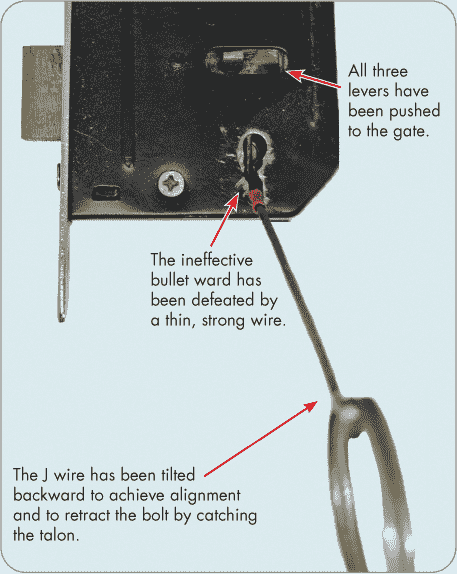 All three
levers have
been pushed
to the gate.
The ineffective
bullet ward has
been defeated by
a thin, strong wire.
The J wire has been tilted
backward to achieve alignment
and to retract the bolt by catching
the talon.